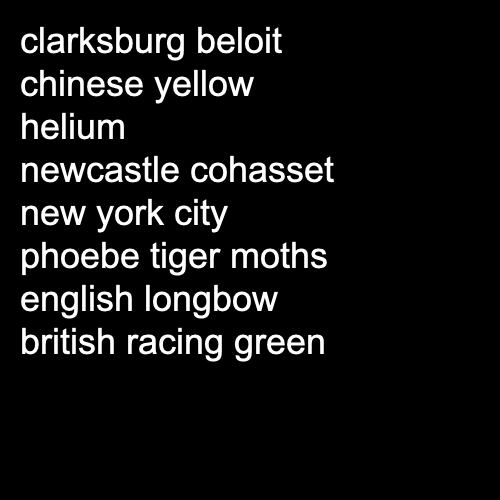 clarksburg beloit
chinese yellow
helium
newcastle cohasset
new york city
phoebe tiger moths
english longbow
british racing green